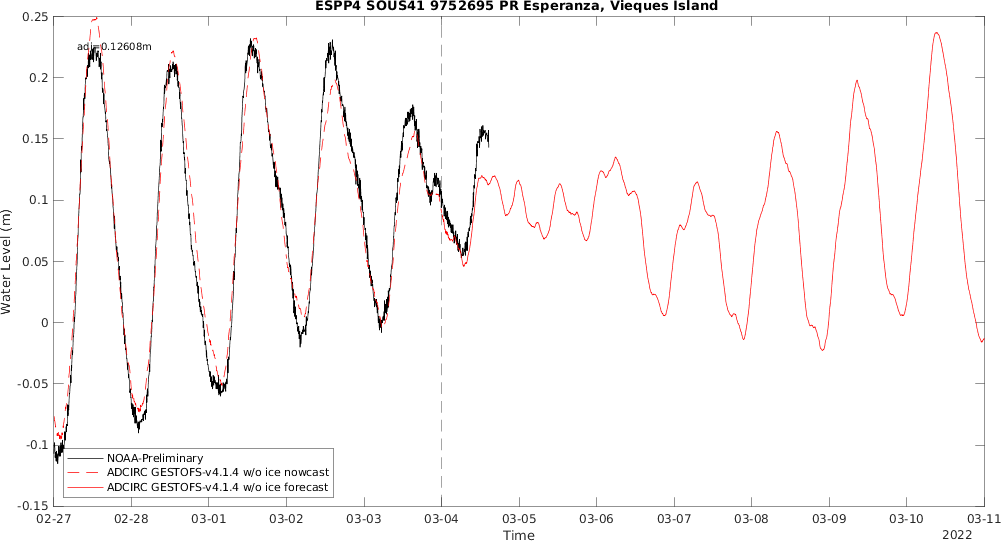 ESPP4 SOUS41 9752695 PR Esperanza, Vieques Island
adj=0.12608m
0.25
0.2
0.15
0.1
0.05
0
-0.05
-0.1
-0.15
Water Level (m)
NOAA-Preliminary
ADCIRC GESTOFS-v4.1.4 w/o ice nowcast
ADCIRC GESTOFS-v4.1.4 w/o ice forecast
02-27 02-28 03-01 03-02 03-03 03-04 03-05 03-06 03-07 03-08 03-09 03-10 03-11
Time
2022